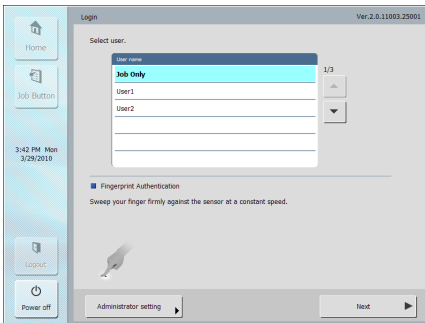 Login
Ver.2.0.11003.25001
Home
Job Button
3:42 PM Mon
3/29/2010
Logout
Power off
Select user.
User name
Job Only
User1
User2
1/3
Fingerprint Authentication
Sweep your finger firmly against the sensor at a constant speed.
Administrator setting
Next